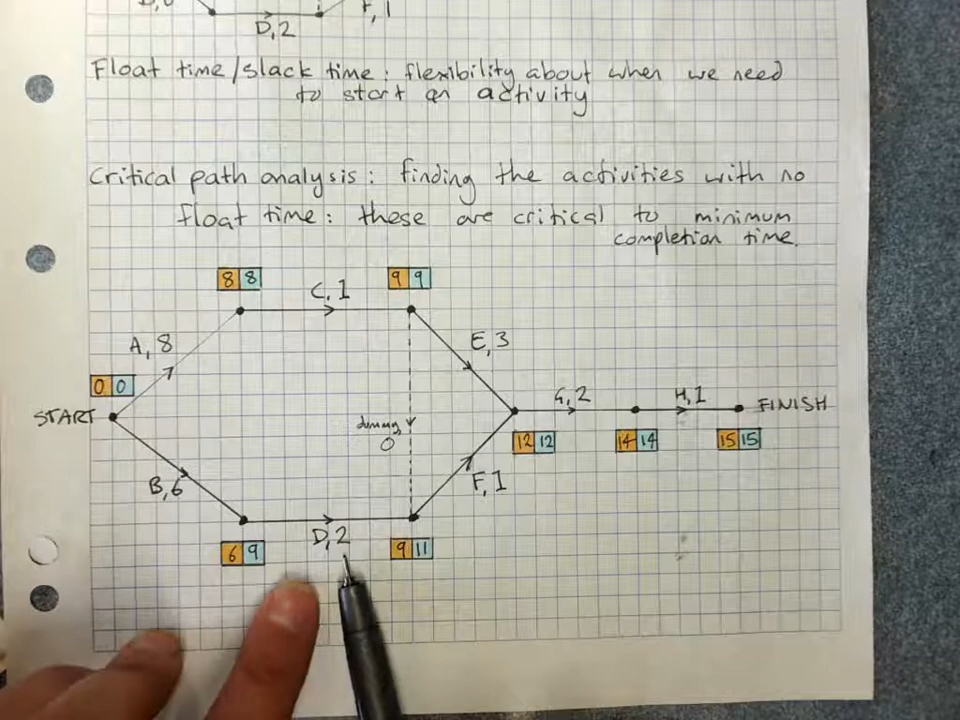 D, 2
F, 1
Float time/slack time: flexibility about when we need
to start an activity
Critical path analysis: finding the activities with no
float time: these are critical to minimum
completion time.
8 8
C, 1
9 9
A, 8
E, 3
0 0
START
G, 2
H, 1
FINISH
dummy,
0
12 12
14 14
15 15
B, 6
F, 1
D, 2
6 9
9 11